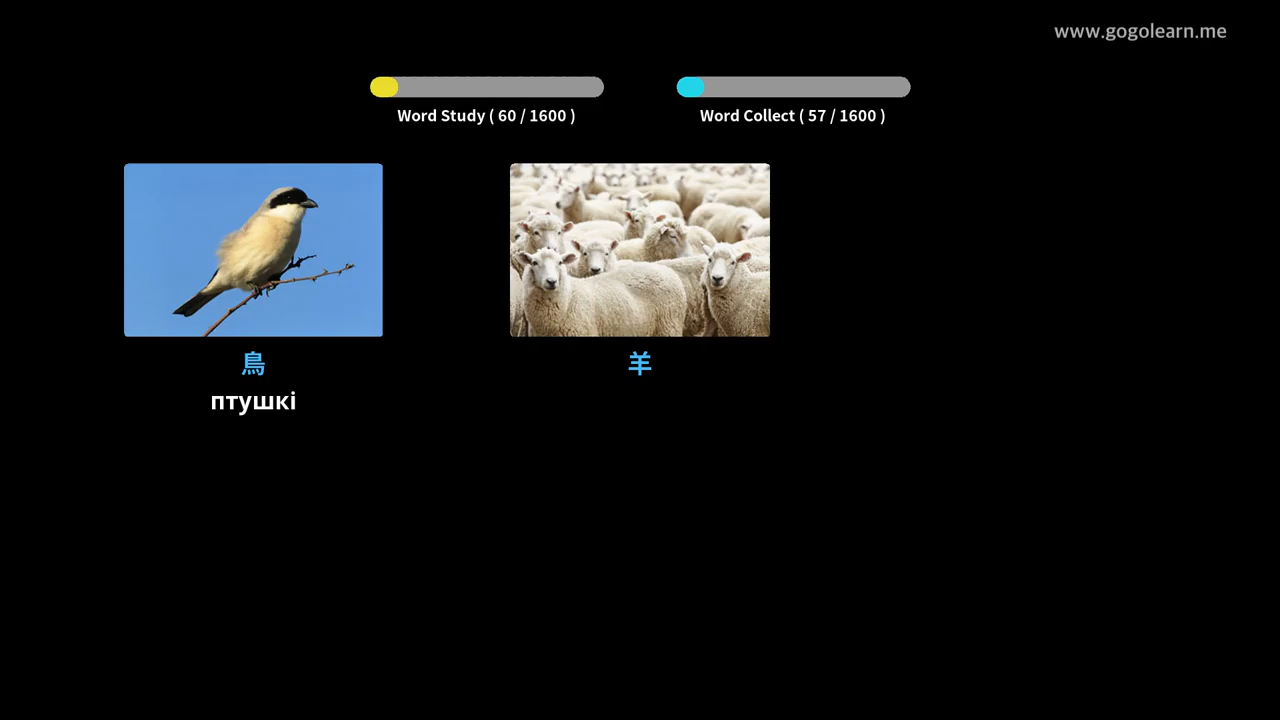 www.gogolearn.me
Word Study ( 60 / 1600 )
Word Collect ( 57 / 1600 )
鳥
羊
птушкі